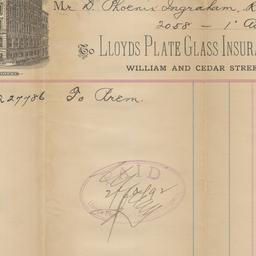 Mr D. Phoenix Ingraham,
2058 – 1st A
To LLOYDS PLATE GLASS INSURA
WILLIAM AND CEDAR STREE
27786 To Prem.
PAID